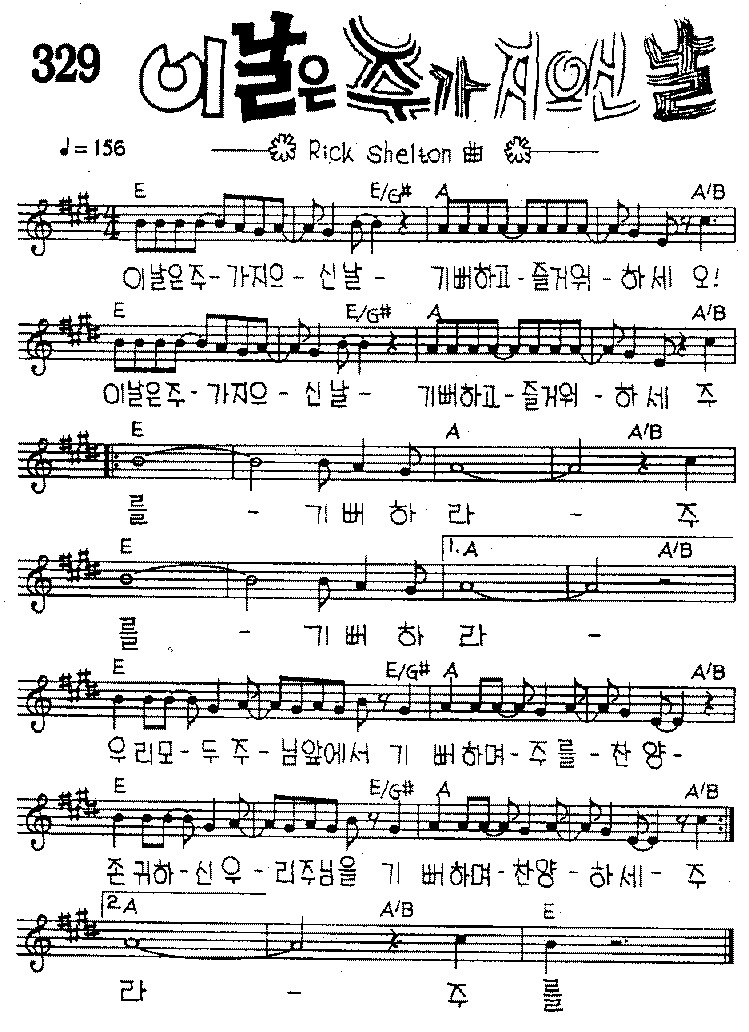 329 이날은 주가 지으신 날
♩= 156 Rick Shelton 曲
E E/G# A A/B
이날은주-가지으-신날- 기뻐하고-즐거워-하세 오!
E E/G# A A/B
이날은주-가지으-신날- 기뻐하고-즐거워-하세 주
E A A/B
를 - 기뻐하라 - 주
E 1. A A/B
를 - 기뻐하라 -
E E/G# A A/B
우리모-두주-님앞에서 기 뻐하며-주를-찬양-
E E/G# A A/B
존귀하-신우-리주님을 기 뻐하며-찬양-하세-주
2. A A/B E
라 - 주 를